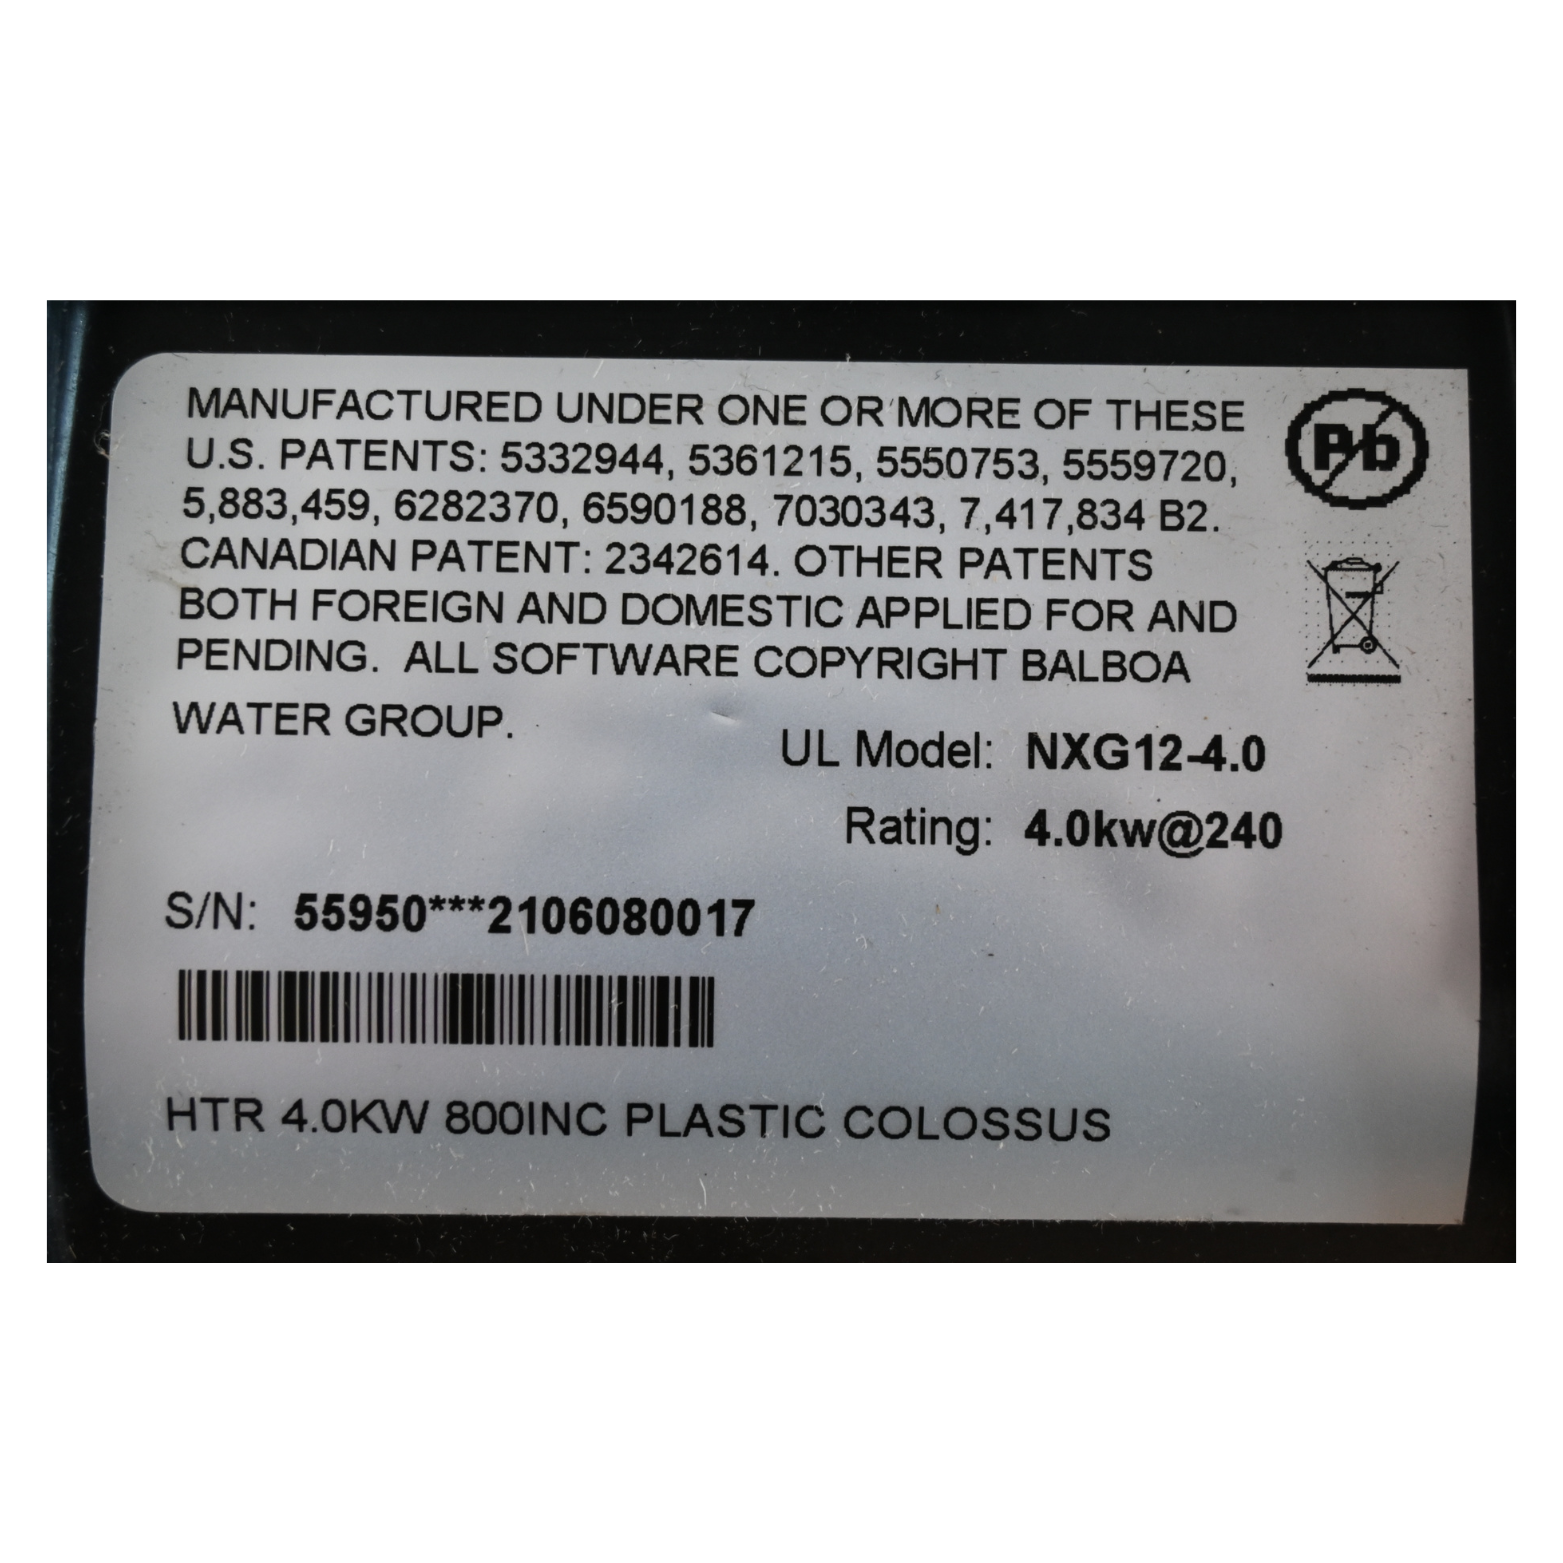 MANUFACTURED UNDER ONE OR MORE OF THESE
U.S. PATENTS: 5332944, 5361215, 5550753, 5559720,
5,883,459, 6282370, 6590188, 7030343, 7,417,834 B2.
CANADIAN PATENT: 2342614. OTHER PATENTS
BOTH FOREIGN AND DOMESTIC APPLIED FOR AND
PENDING. ALL SOFTWARE COPYRIGHT BALBOA
WATER GROUP.
Pb
UL Model: NXG12-4.0
Rating: 4.0kw@240
S/N: 55950***2106080017
HTR 4.0KW 800INC PLASTIC COLOSSUS